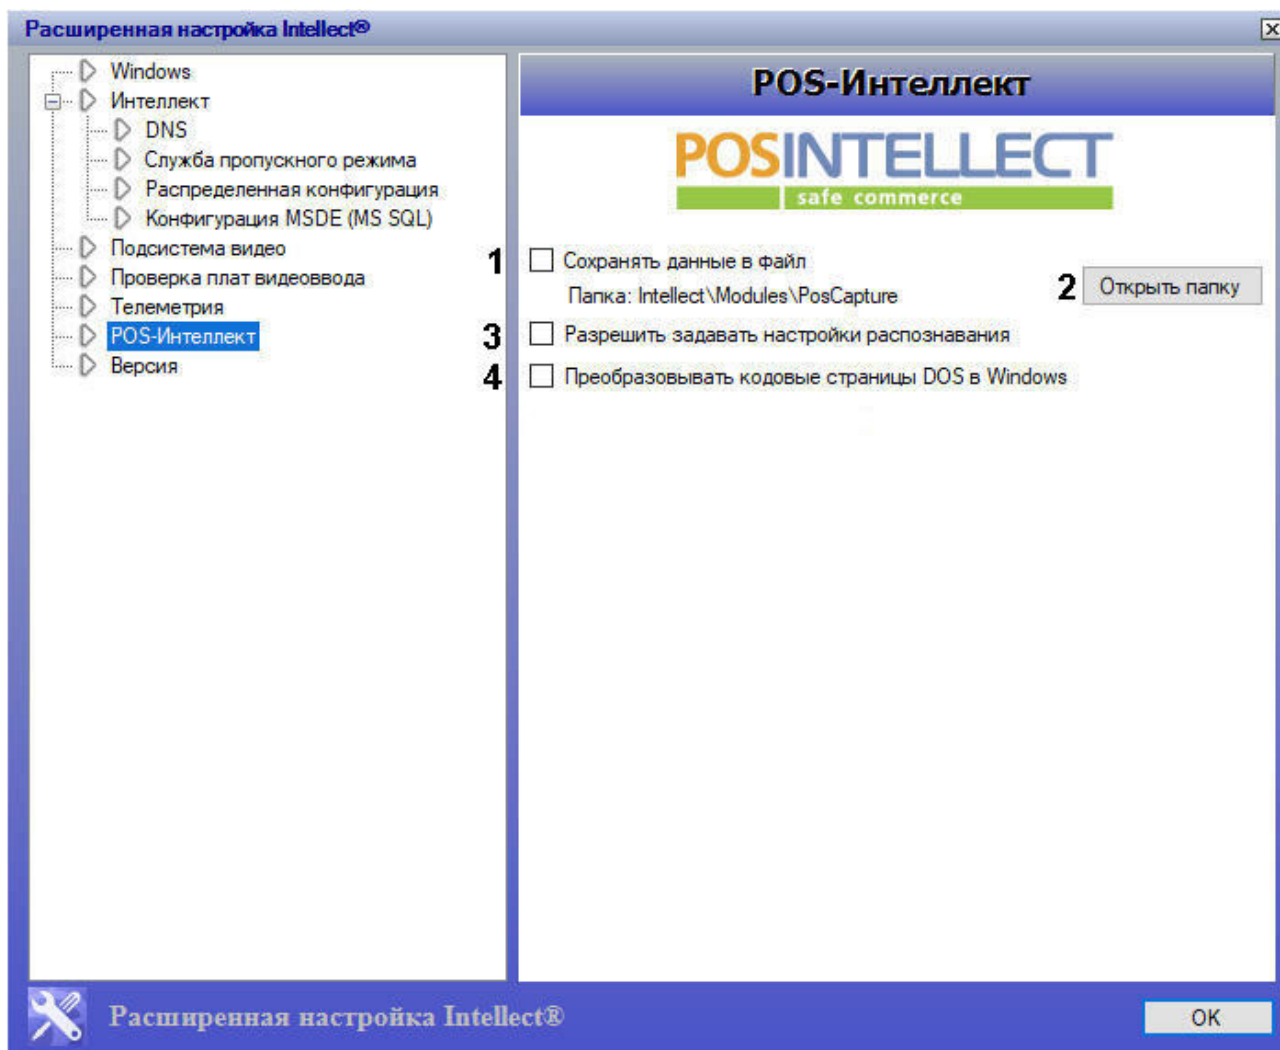 Расширенная настройка Intellect®
Windows
Интеллект
DNS
Служба пропускного режима
Распределенная конфигурация
Конфигурация MSDE (MS SQL)
Подсистема видео
Проверка плат видеоввода
Телеметрия
POS-Интеллект
Версия
POS-Интеллект
POSINTELLECT
safe commerce
1 Сохранять данные в файл
Папка: Intellect\Modules\PosCapture
2 Открыть папку
3 Разрешить задавать настройки распознавания
4 Преобразовывать кодовые страницы DOS в Windows
Расширенная настройка Intellect®
OK